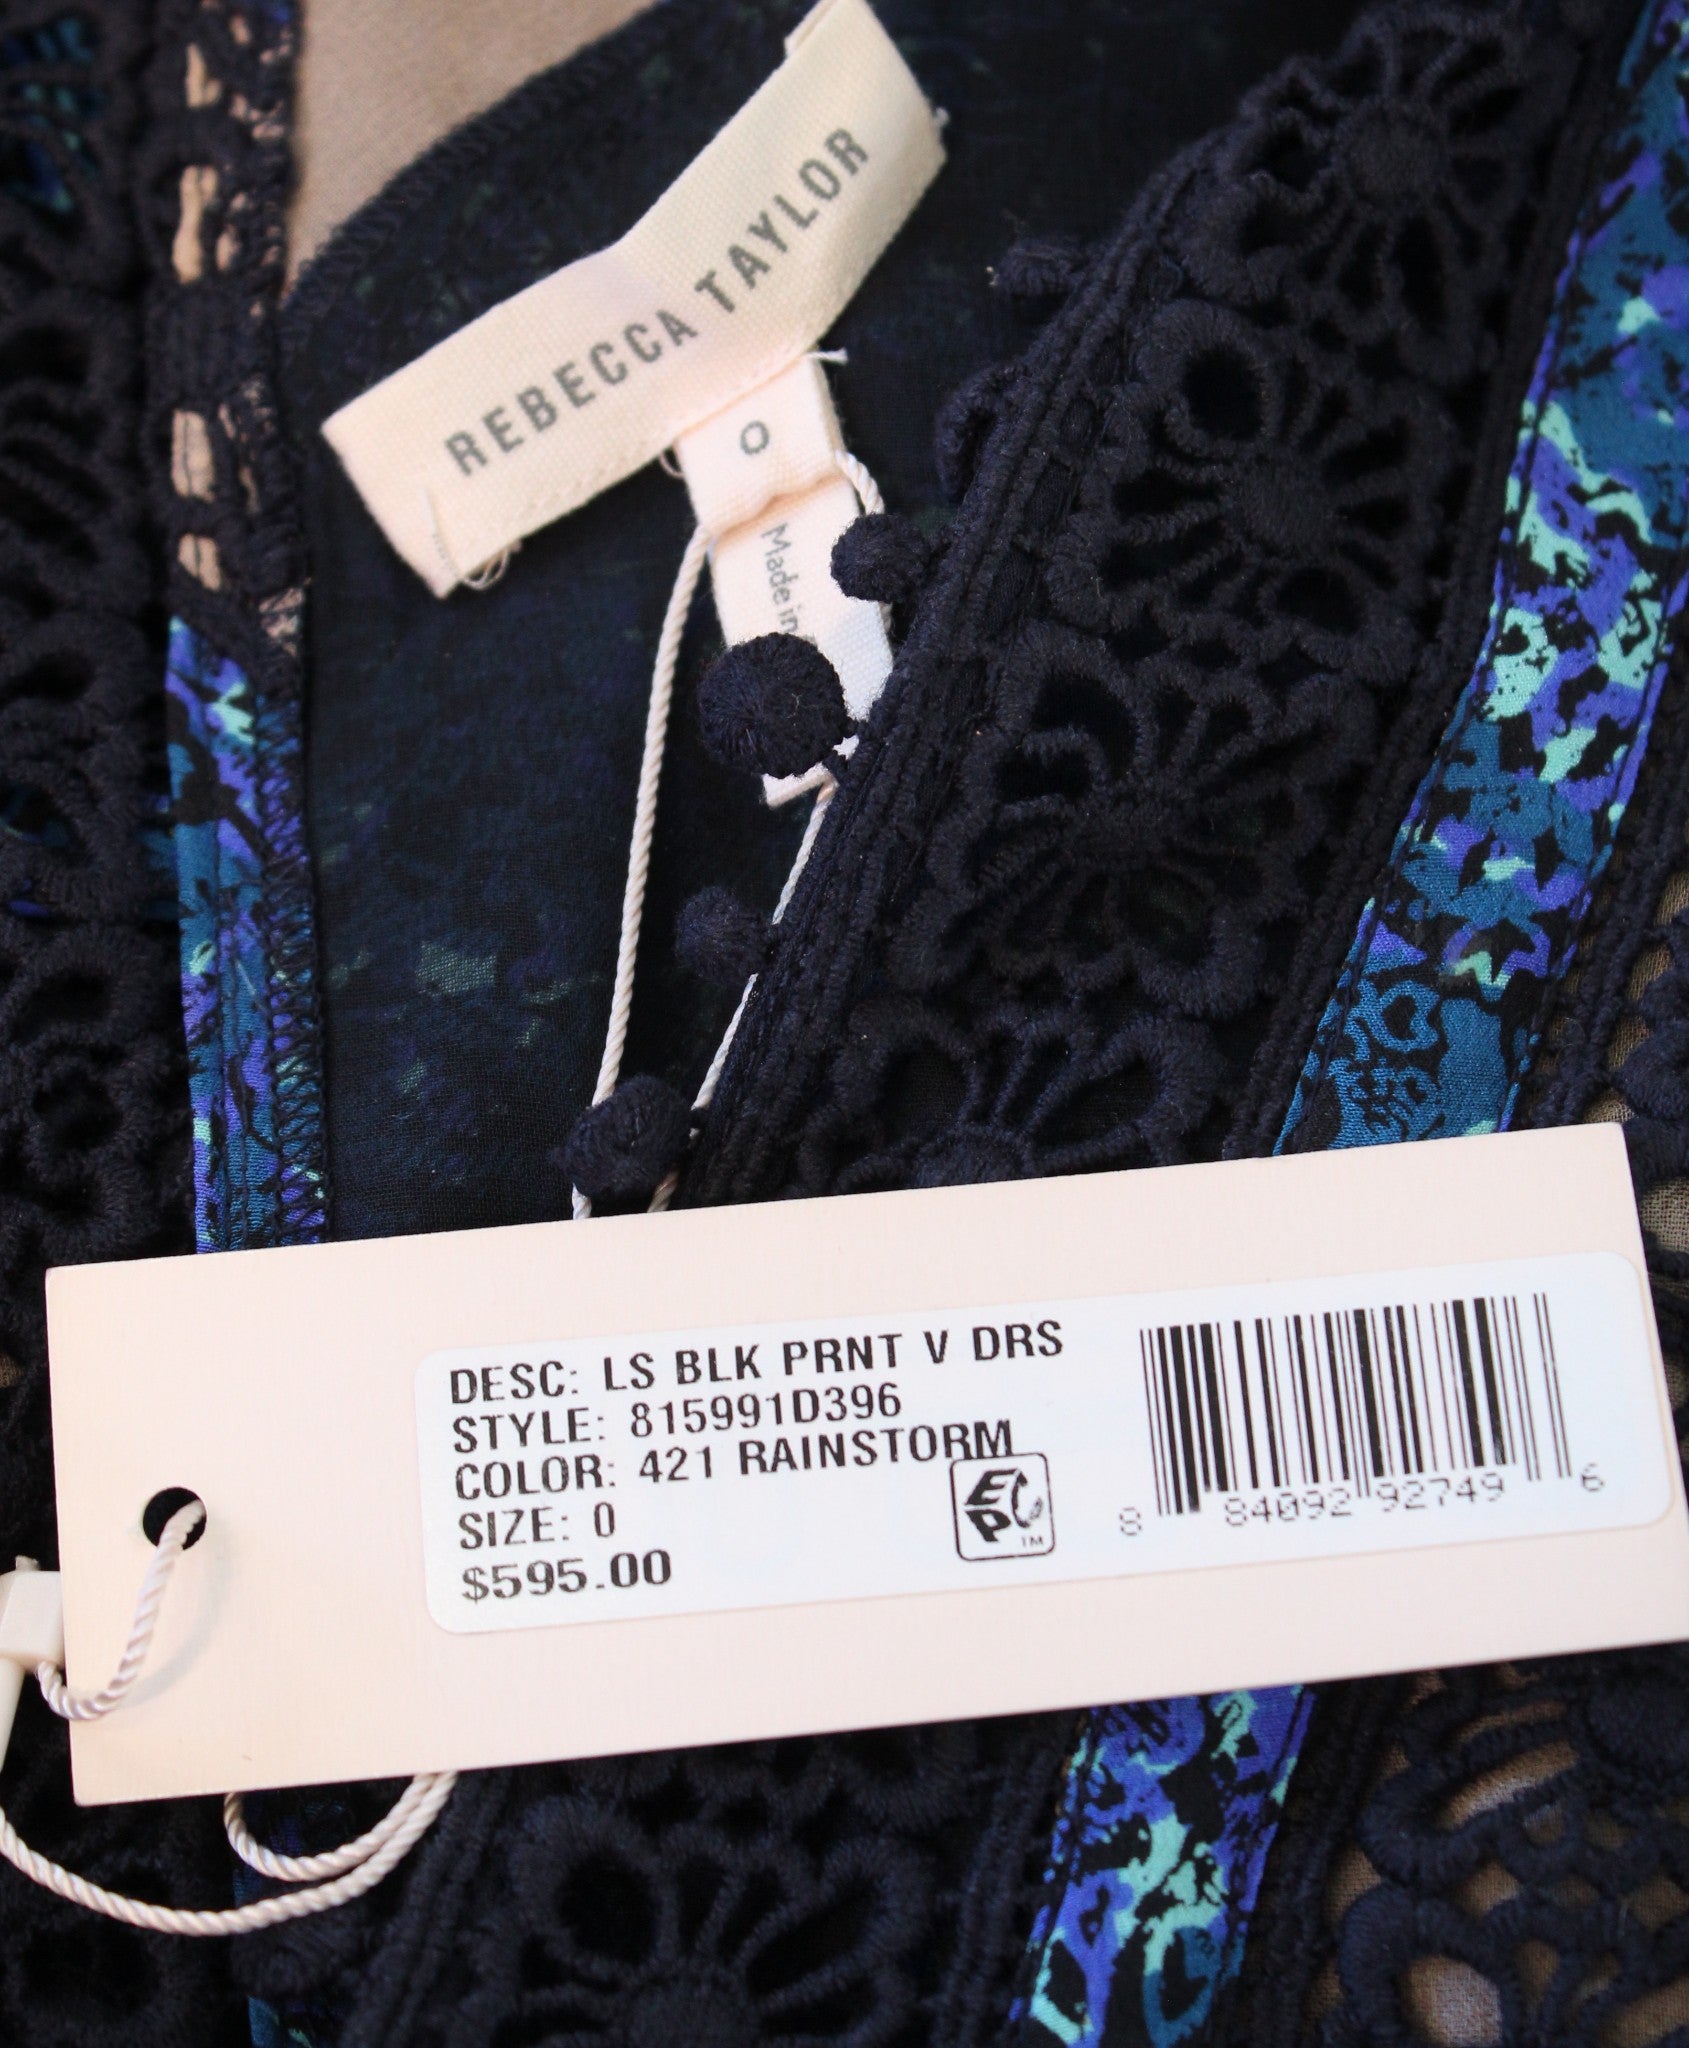 REBECCA TAYLOR
0
Made in
DESC: LS BLK PRNT V DRS
STYLE: 815991D396
COLOR: 421 RAINSTORM
SIZE: 0
$595.00
EP
TM
8 84092 92749 6